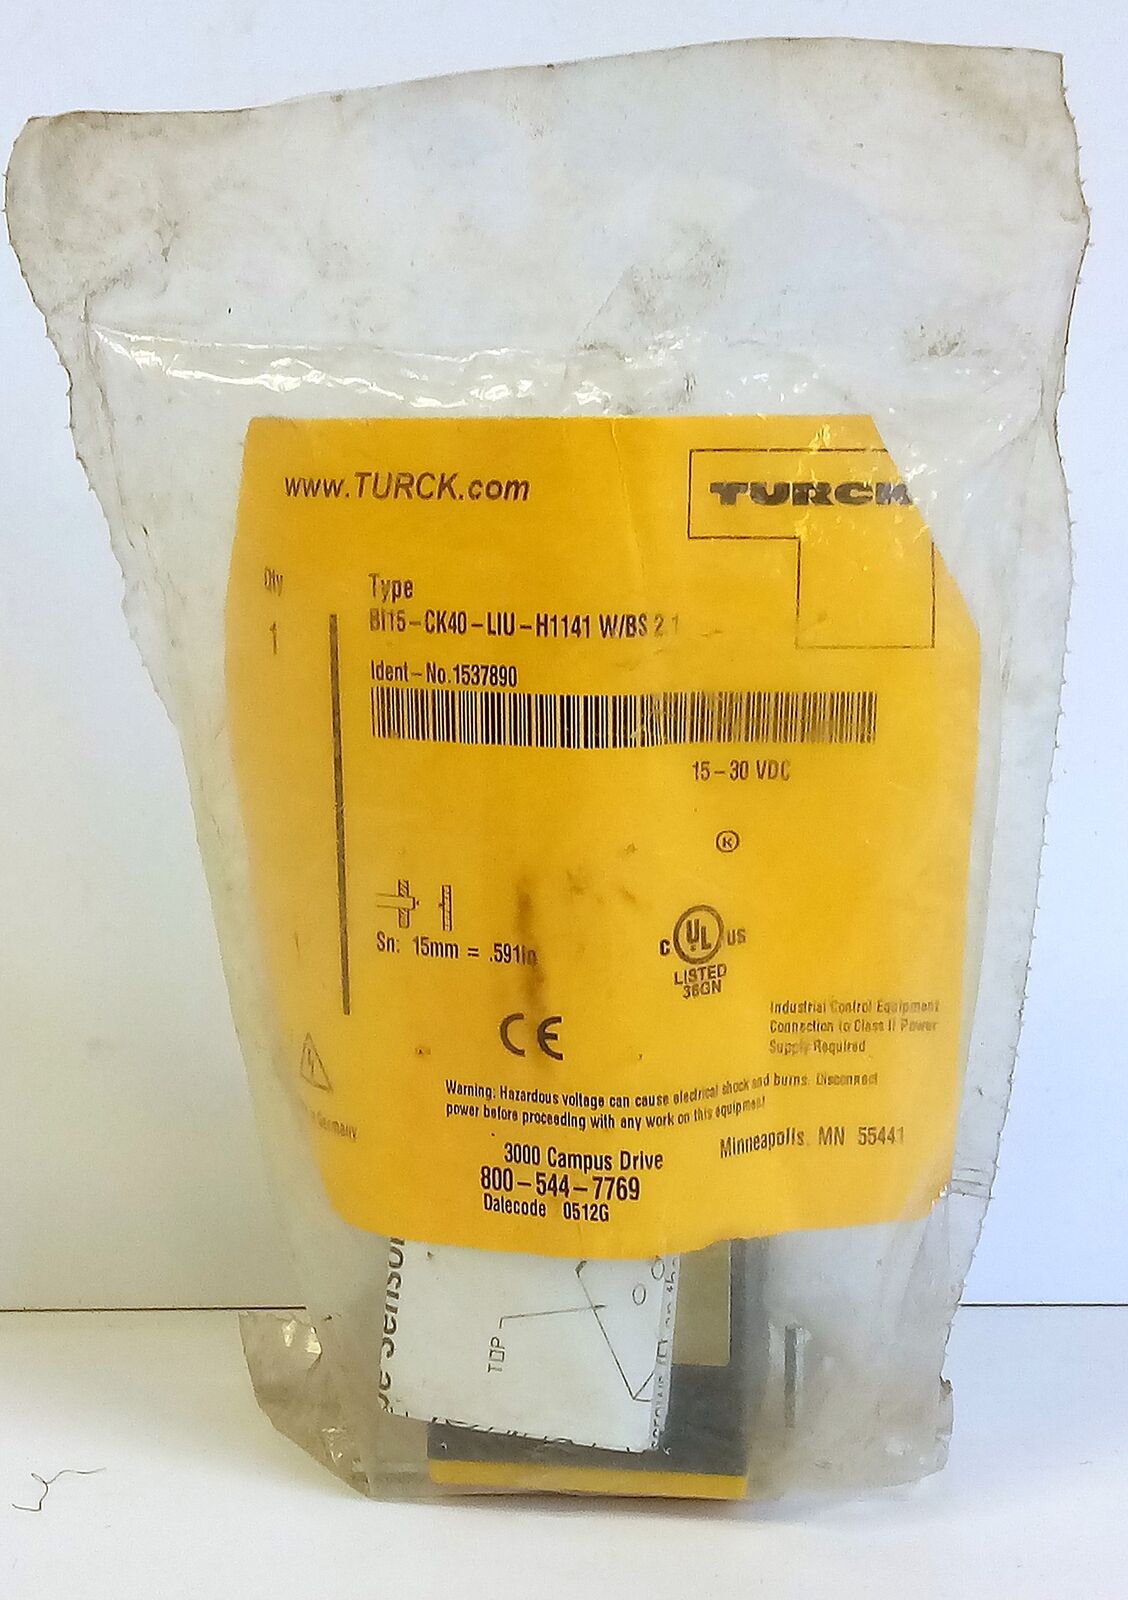 www.TURCK.com
TURCK
Qty
1
Type
BI15-CK40-LIU-H1141 W/BS 2.1
Ident-No.1537890
15-30 VDC
Sn: 15mm = .591in
C UL US
LISTED
36GN
CE
Industrial Control Equipment
Connection to Class II Power
Supply Required
Warning: Hazardous voltage can cause electrical shock and burns. Disconnect
power before proceeding with any work on this equipment
Germany
3000 Campus Drive
Minneapolis, MN 55441
800-544-7769
Datecode 0512G
TOP